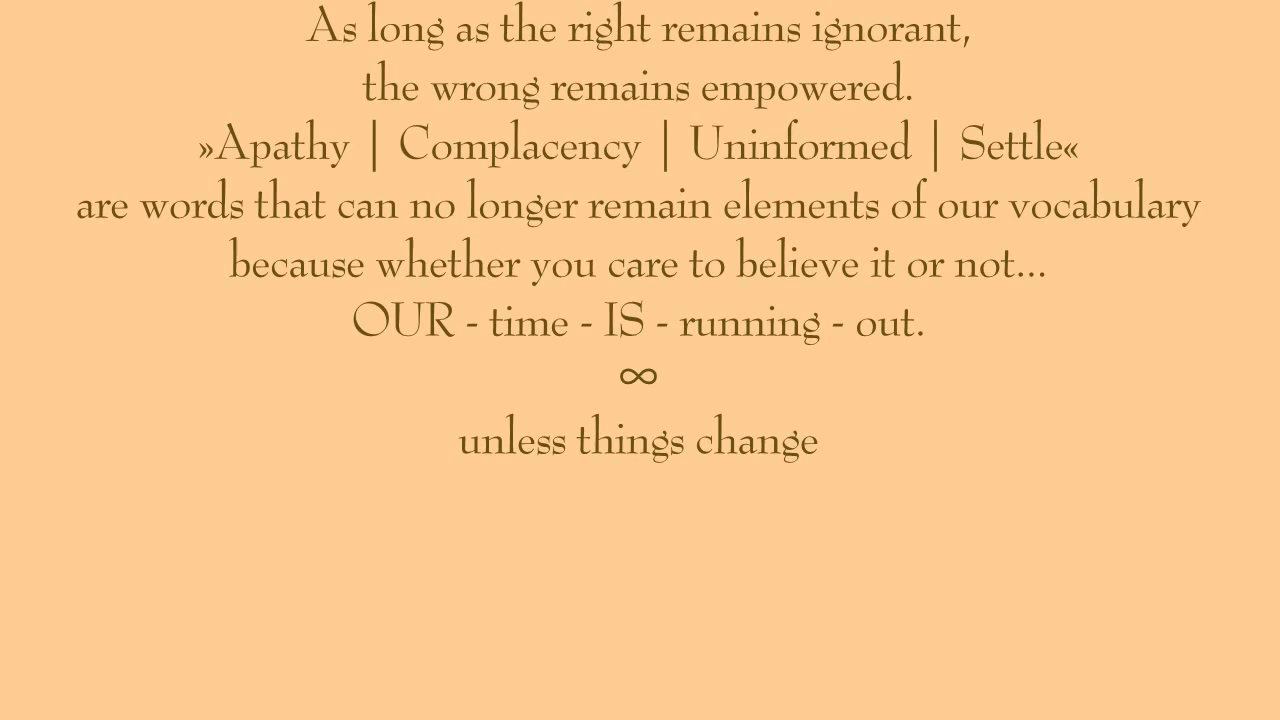 As long as the right remains ignorant,
the wrong remains empowered.
»Apathy | Complacency | Uninformed | Settle«
are words that can no longer remain elements of our vocabulary
because whether you care to believe it or not...
OUR - time - IS - running - out.
∞
unless things change